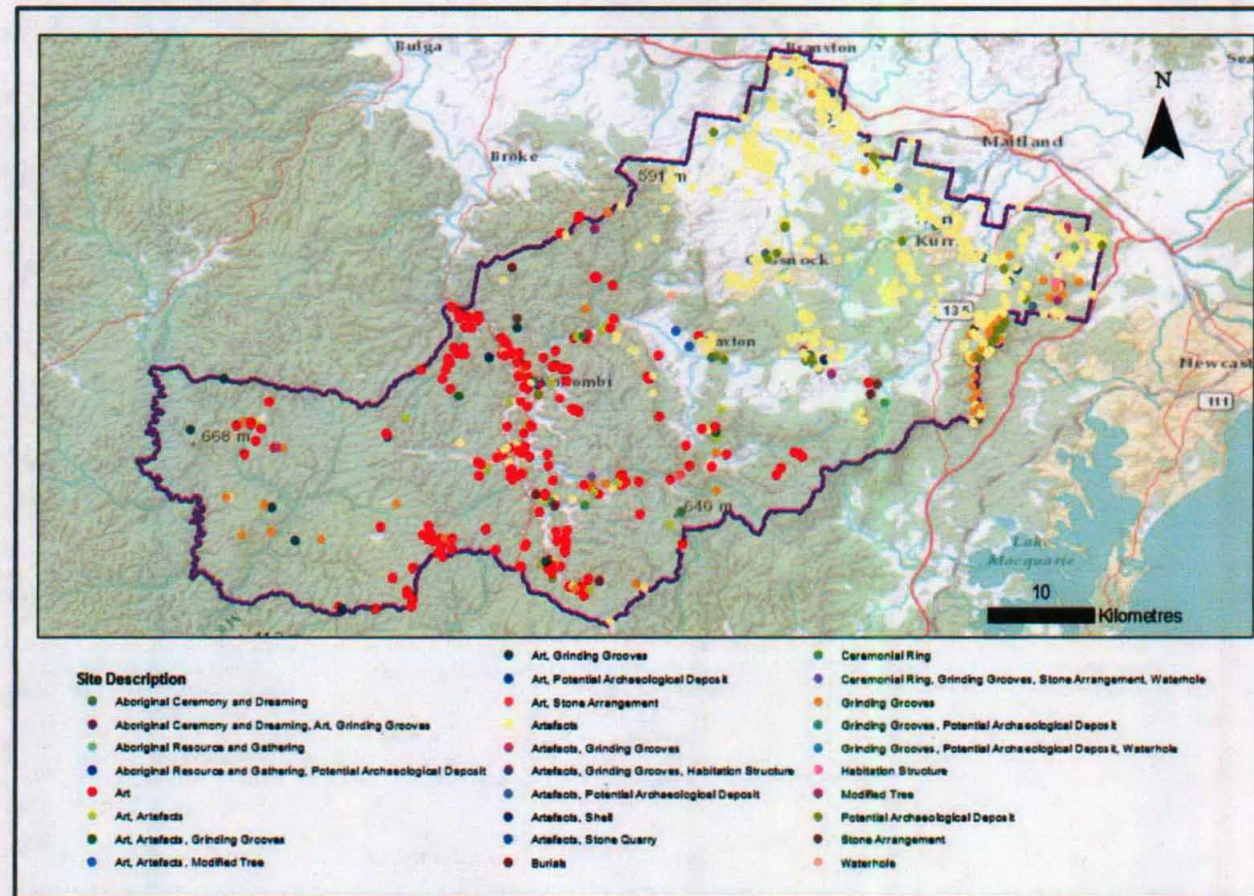 Bulga
Branxton
N
Maitland
Broke
591 m
Kurr
135
Newcast
111
668 m
640 m
Lake
Macquarie
10
Kilometres
Site Description
Aboriginal Ceremony and Dreaming
Aboriginal Ceremony and Dreaming, Art, Grinding Grooves
Aboriginal Resource and Gathering
Aboriginal Resource and Gathering, Potential Archaeological Deposit
Art
Art, Artefacts
Art, Artefacts, Grinding Grooves
Art, Artefacts, Modified Tree
Art, Grinding Grooves
Art, Potential Archaeological Deposit
Art, Stone Arrangement
Artefacts
Artefacts, Grinding Grooves
Artefacts, Grinding Grooves, Habitation Structure
Artefacts, Potential Archaeological Deposit
Artefacts, Shell
Artefacts, Stone Quarry
Burials
Ceremonial Ring
Ceremonial Ring, Grinding Grooves, Stone Arrangement, Waterhole
Grinding Grooves
Grinding Grooves, Potential Archaeological Deposit
Grinding Grooves, Potential Archaeological Deposit, Waterhole
Habitation Structure
Modified Tree
Potential Archaeological Deposit
Stone Arrangement
Waterhole